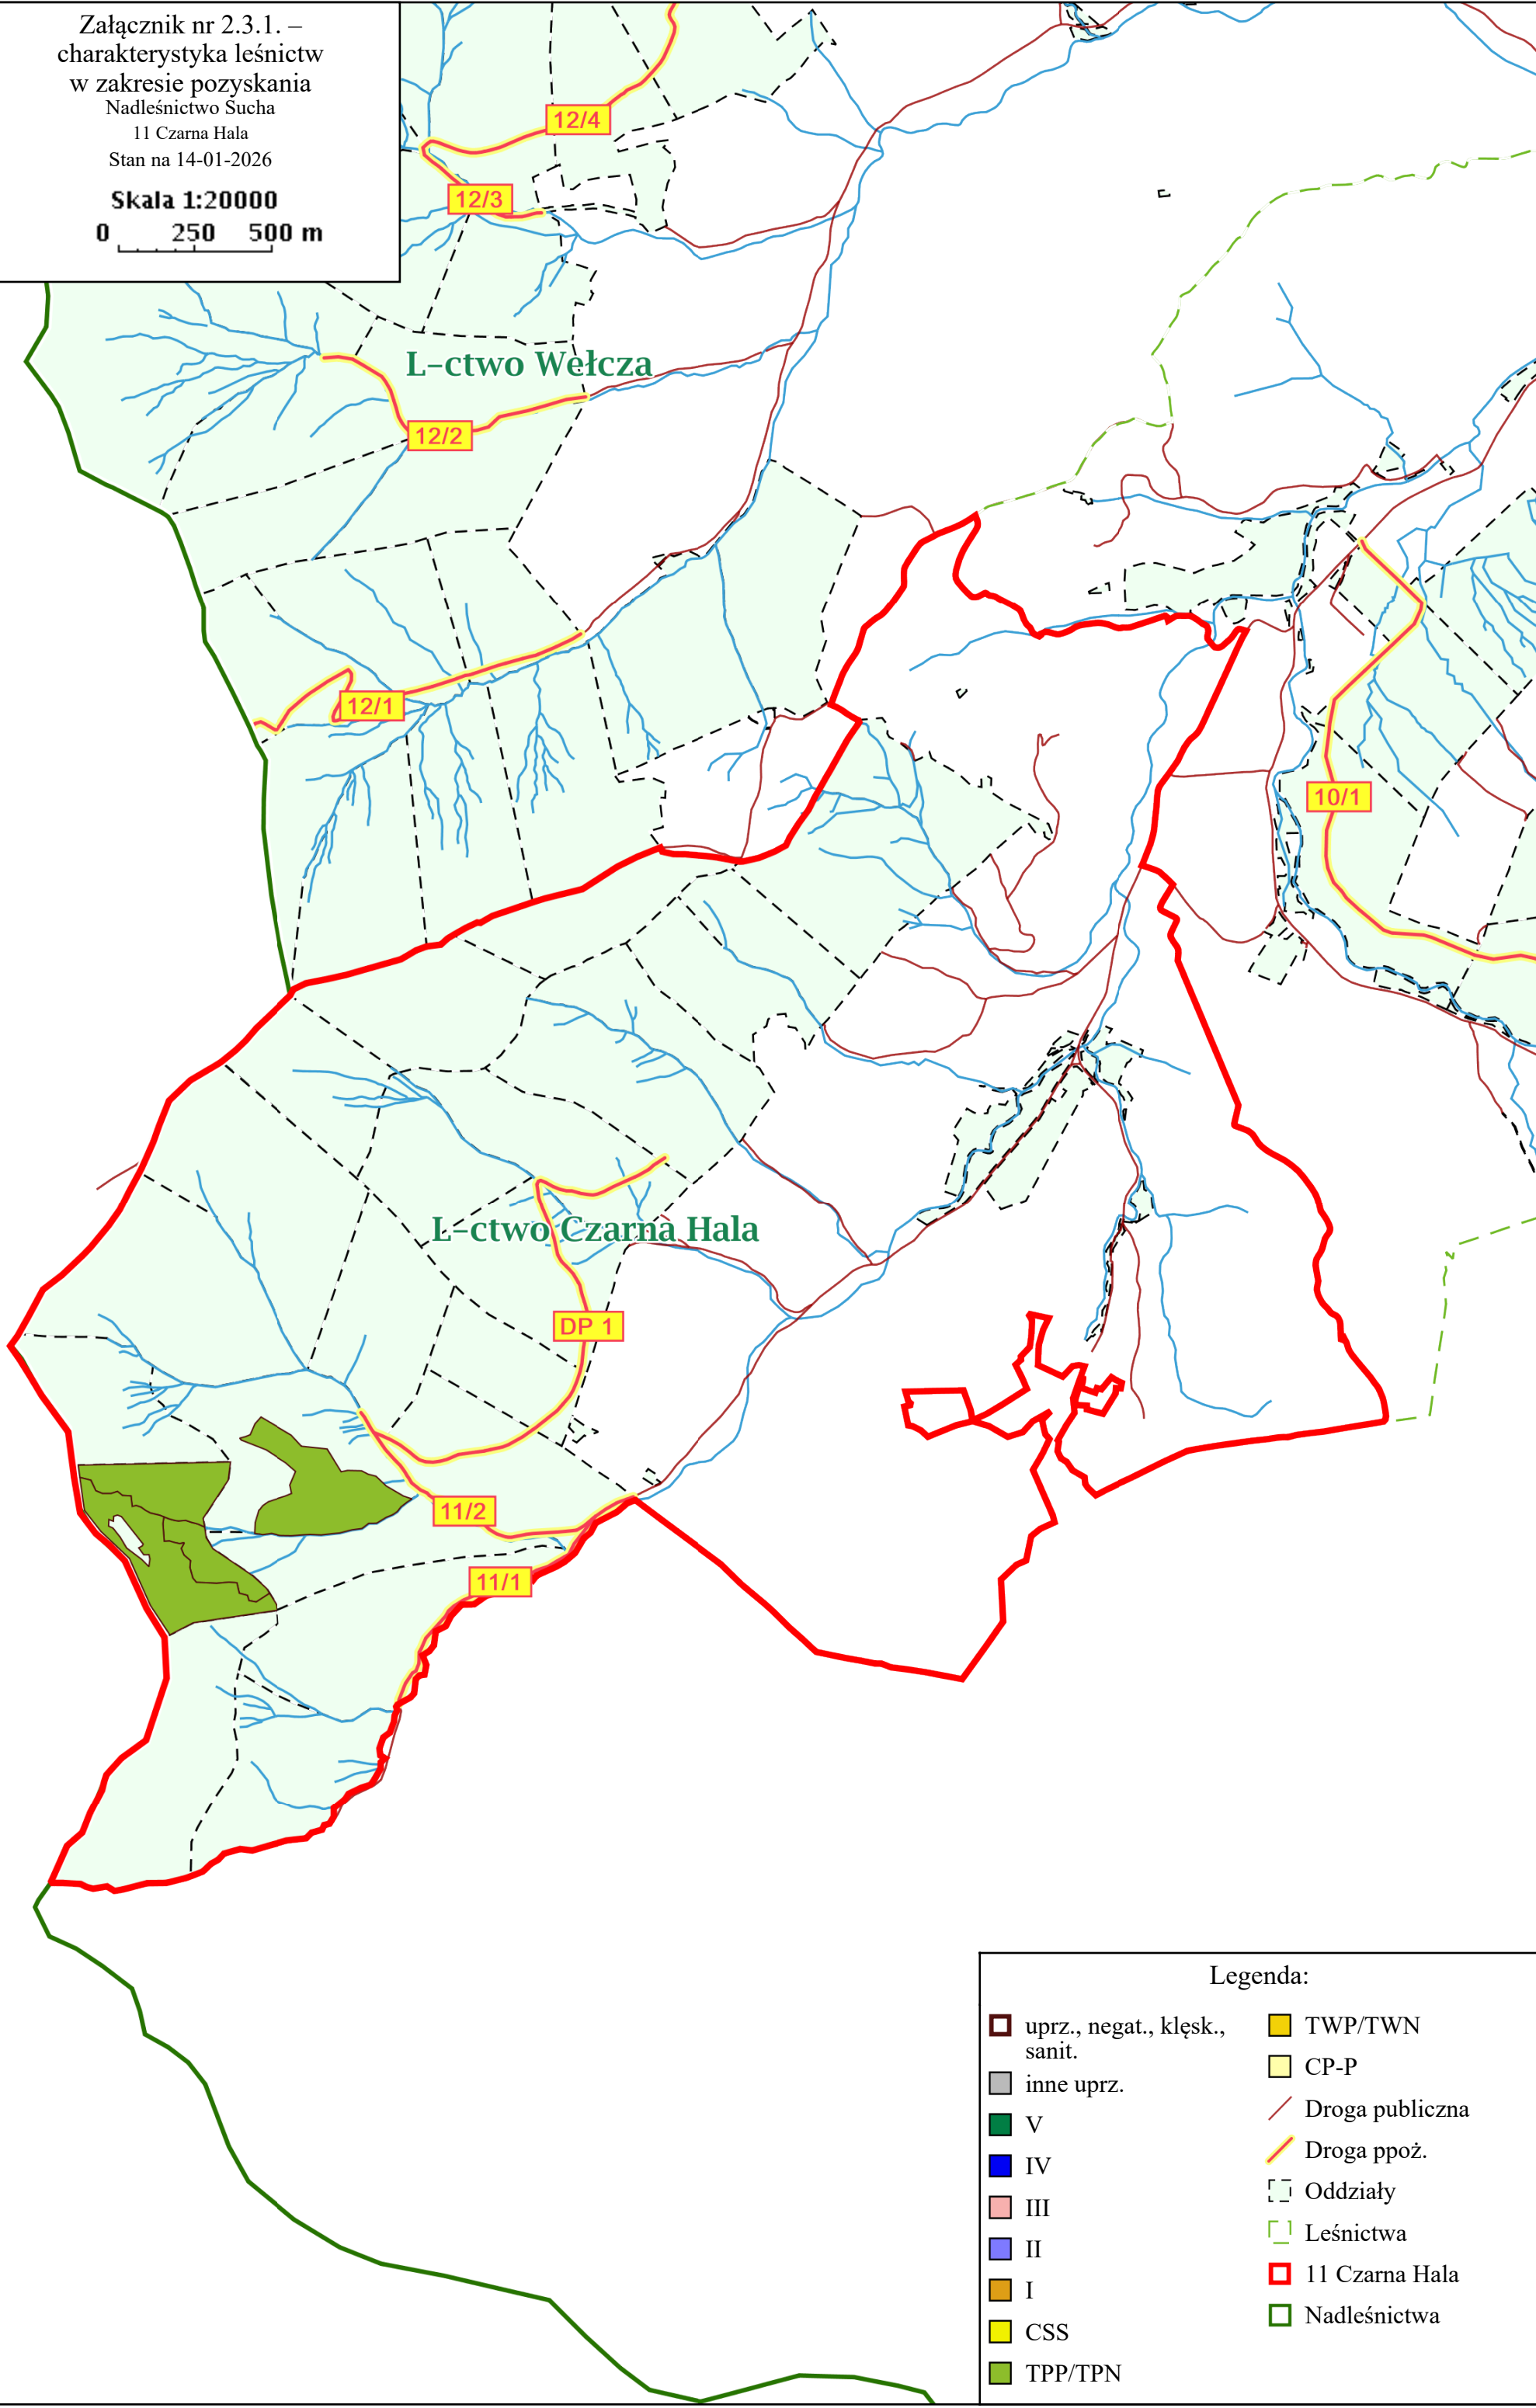 Załącznik nr 2.3.1. –
charakterystyka leśnictw
w zakresie pozyskania
Nadleśnictwo Sucha
11 Czarna Hala
Stan na 14-01-2026
Skala 1:20000
0 250 500 m
12/4
12/3
L-ctwo Wełcza
12/2
12/1
10/1
L-ctwo Czarna Hala
DP 1
11/2
11/1
Legenda:
uprz., negat., klęsk.,
sanit.
inne uprz.
V
IV
III
II
I
CSS
TPP/TPN
TWP/TWN
CP-P
Droga publiczna
Droga ppoż.
Oddziały
Leśnictwa
11 Czarna Hala
Nadleśnictwa